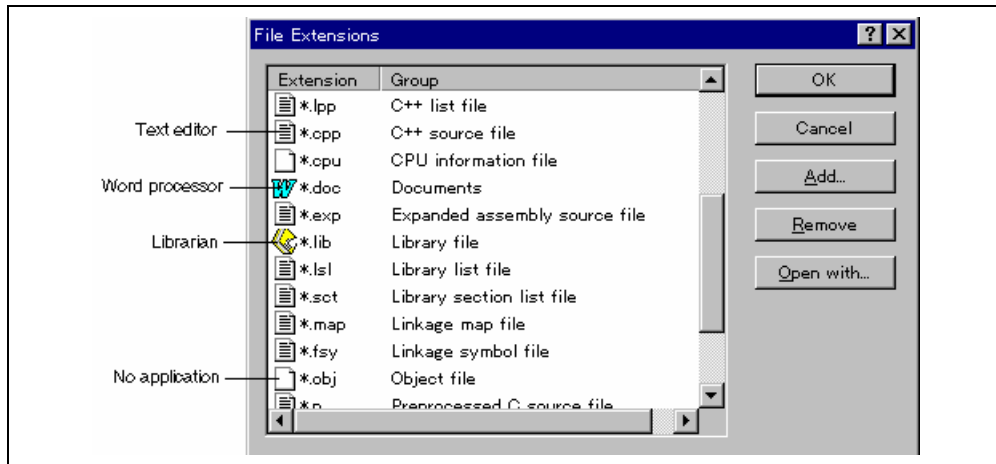 File Extensions
Extension Group
*.lpp C++ list file
Text editor *.cpp C++ source file
*.cpu CPU information file
Word processor *.doc Documents
*.exp Expanded assembly source file
Librarian *.lib Library file
*.lsl Library list file
*.sct Library section list file
*.map Linkage map file
*.fsy Linkage symbol file
No application *.obj Object file
*.p Preprocessed C source file
OK
Cancel
Add...
Remove
Open with...